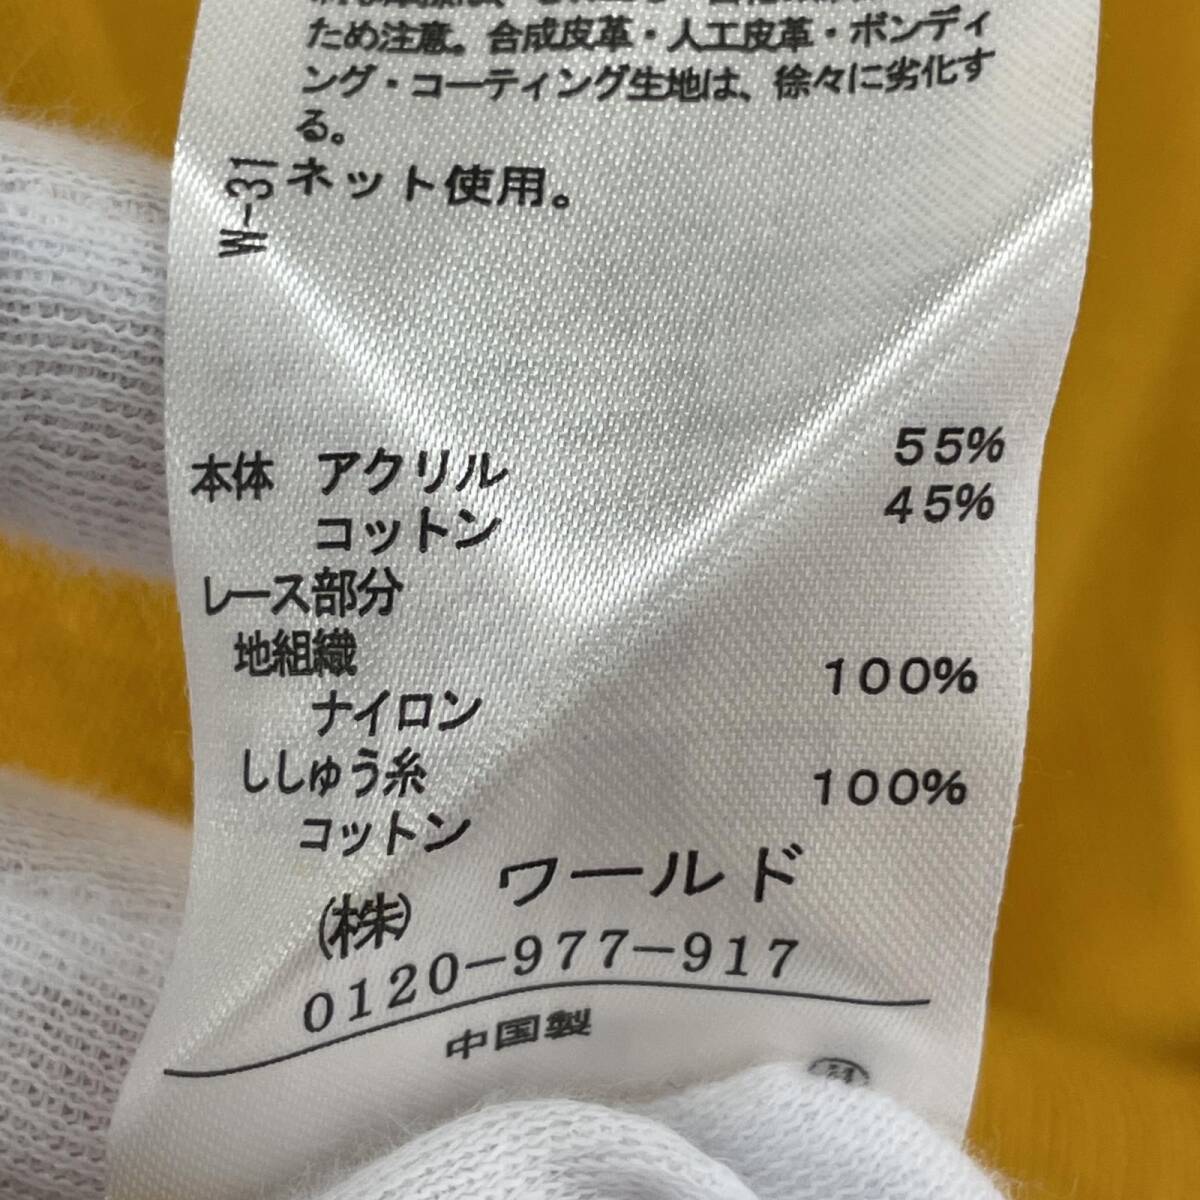 ため注意。合成皮革・人工皮革・ボンディ
ング・コーティング生地は、徐々に劣化す
る。
W-31
ネット使用。
本体 アクリル 55%
コットン 45%
レース部分
地組織
ナイロン 100%
ししゅう糸
コットン 100%
(株) ワールド
0120-977-917
中国製